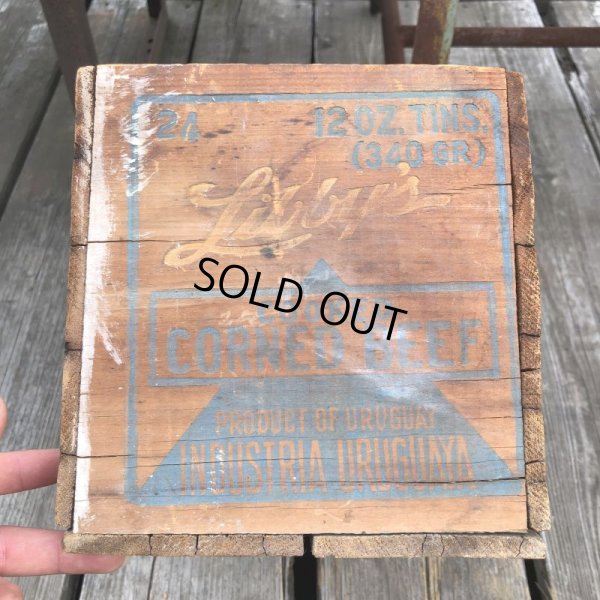 24 12 OZ. TINS.
(340 GR)
Libby's
SOLD OUT
CORNED BEEF
PRODUCT OF URUGUAY
INDUSTRIA URUGUAYA